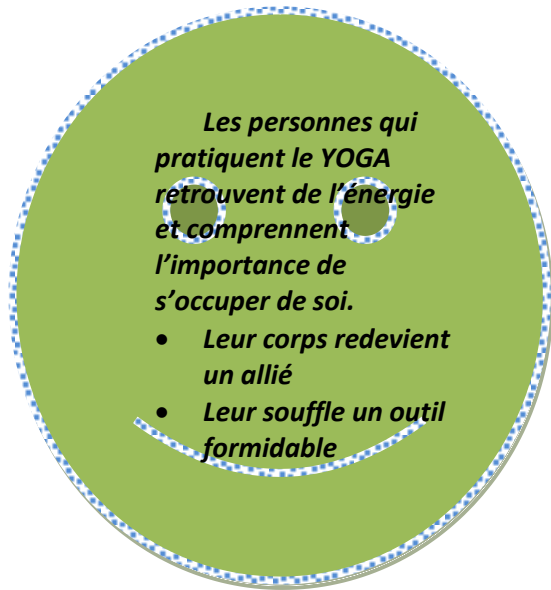 Les personnes qui
pratiquent le YOGA
retrouvent de l’énergie
et comprennent
l’importance de
s’occuper de soi.
• Leur corps redevient
un allié
• Leur souffle un outil
formidable